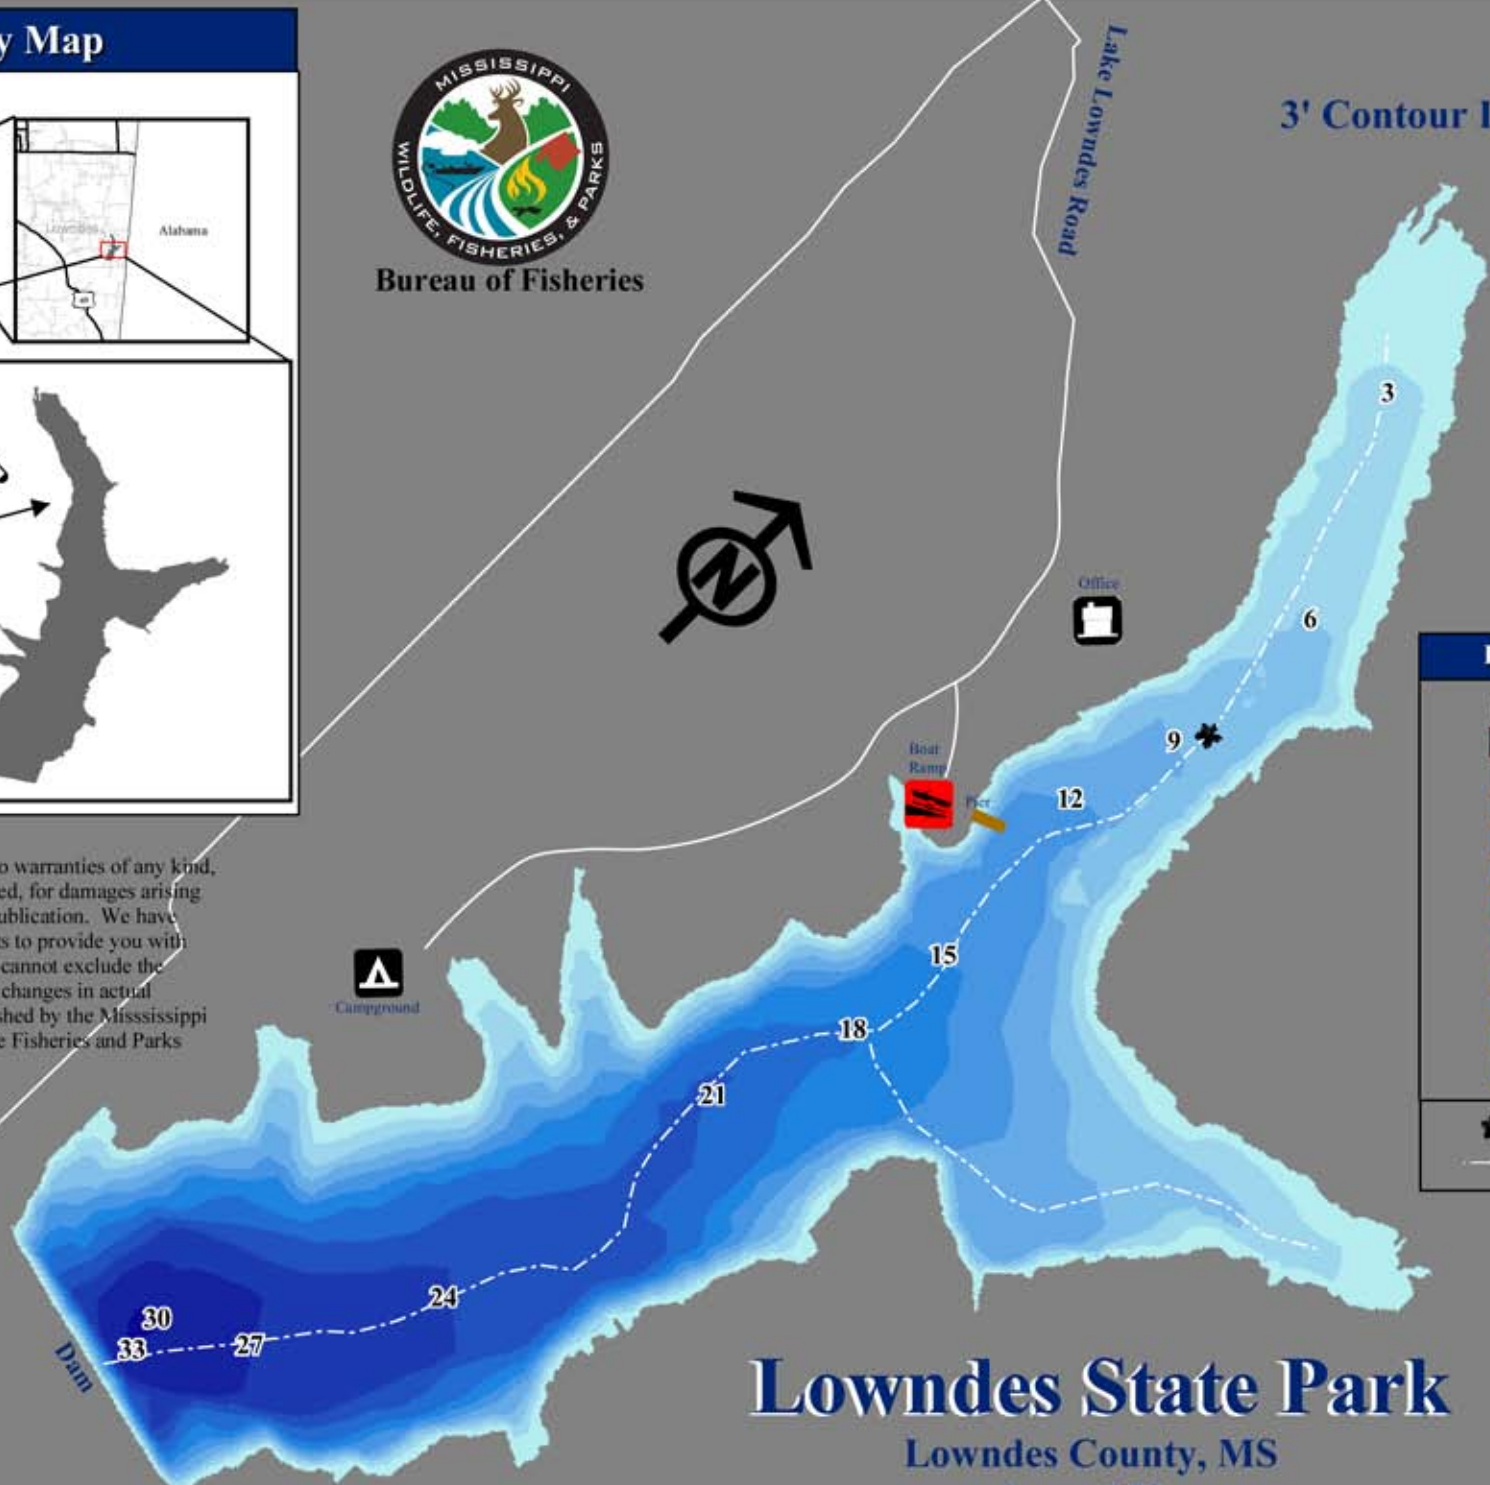 y Map
Lowndes
Alabama
MISSISSIPPI
WILDLIFE, FISHERIES, & PARKS
Bureau of Fisheries
Lake Lowndes Road
3' Contour
N
3
Office
6
9
Boat
Ramp
Pier
12
15
18
21
o warranties of any kind,
ed, for damages arising
ublication. We have
s to provide you with
cannot exclude the
changes in actual
shed by the Mississippi
e Fisheries and Parks
Campground
24
30
33
27
Dam
Lowndes State Park
Lowndes County, MS